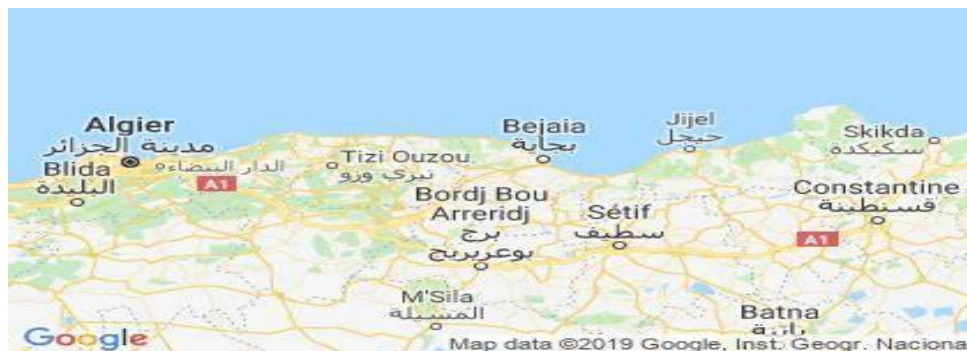 Algier
مدينة الجزائر
Blida
البليدة
الدار البيضاء
A1
Tizi Ouzou
تيزي وزو
Bejaia
بجاية
Jijel
جيجل
Skikda
سكيكدة
Bordj Bou
Arreridj
برج
بوعريريج
Sétif
سطيف
Constantine
قسنطينة
A1
M'Sila
المسيلة
Batna
باتنة
Google
Map data ©2019 Google, Inst. Geogr. Naciona